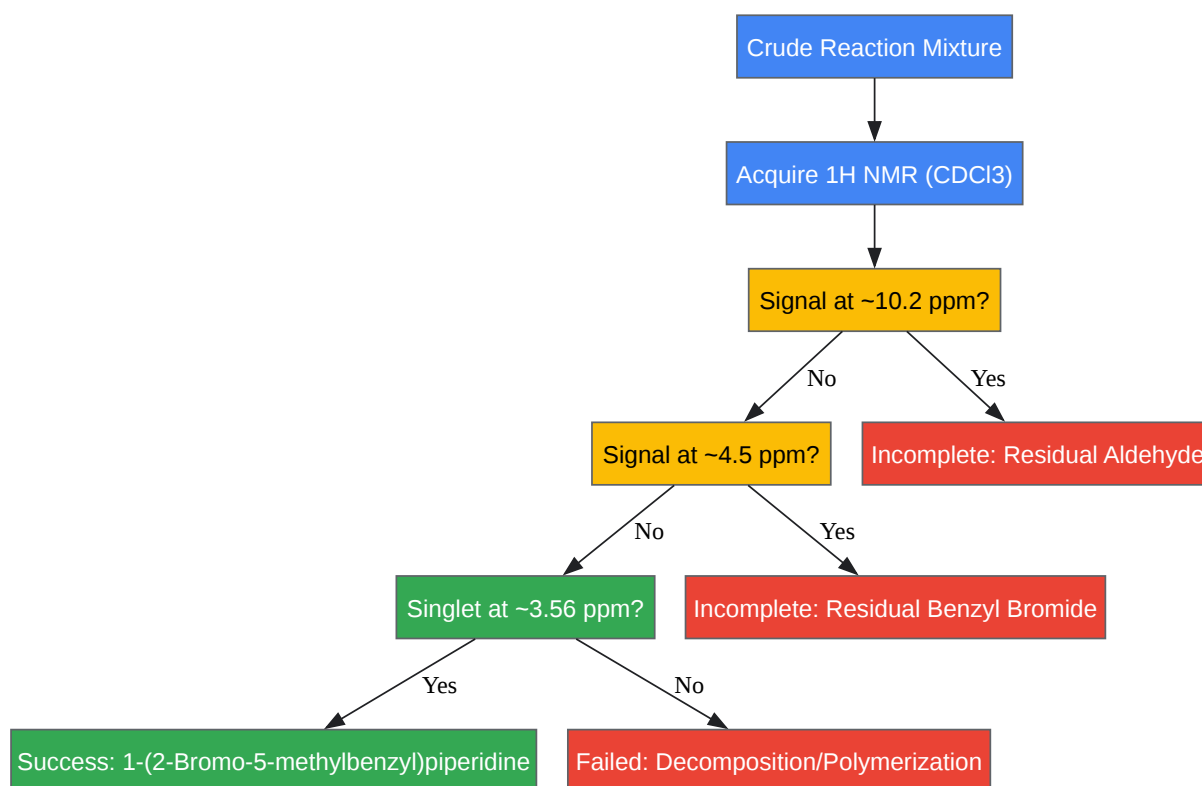 Crude Reaction Mixture
Acquire 1H NMR (CDCl3)
Signal at ~10.2 ppm?
No
Yes
Signal at ~4.5 ppm?
Incomplete: Residual Aldehyde
No
Yes
Singlet at ~3.56 ppm?
Incomplete: Residual Benzyl Bromide
Yes
No
Success: 1-(2-Bromo-5-methylbenzyl)piperidine
Failed: Decomposition/Polymerization